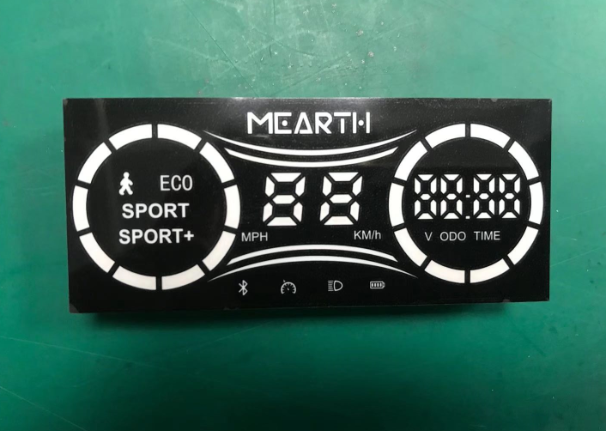 MEARTH
ECO
SPORT
SPORT+
88
MPH KM/h
88:88
V ODO TIME